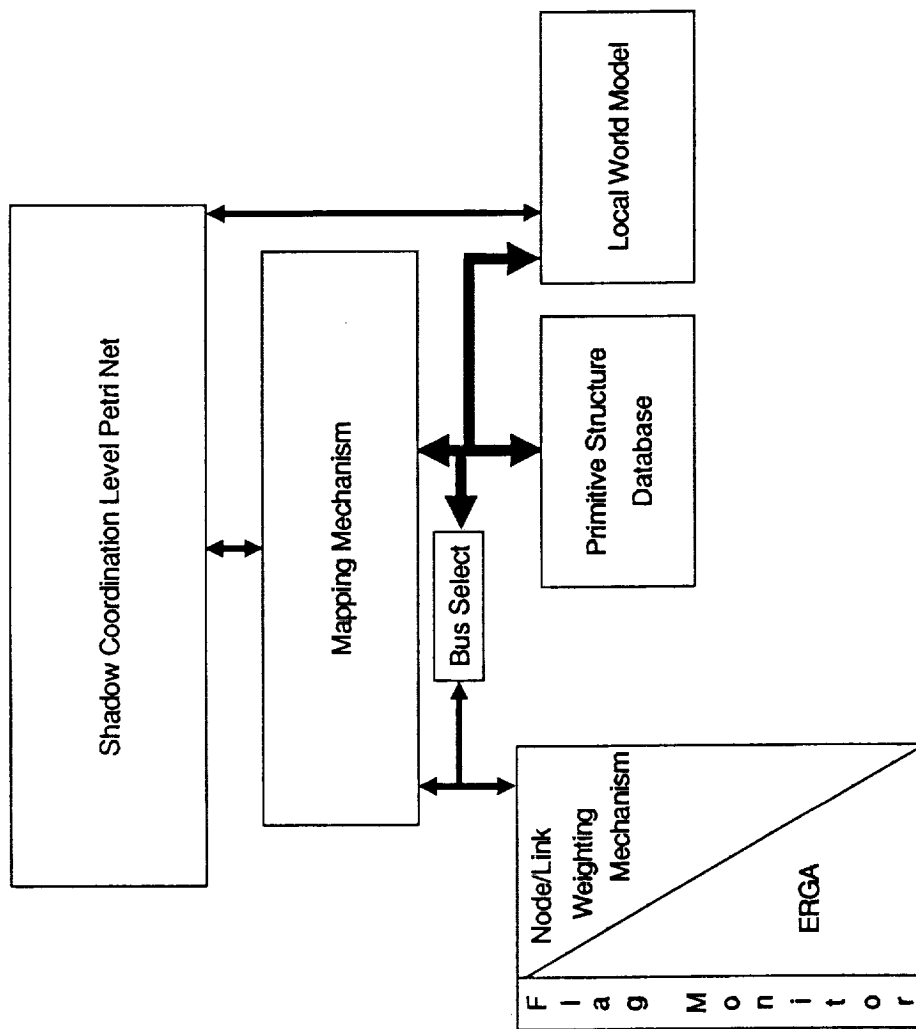 Shadow Coordination Level Petri Net
Mapping Mechanism
Bus Select
Local World Model
Primitive Structure
Database
Node/Link
Weighting
Mechanism
ERGA
Flag Monitor